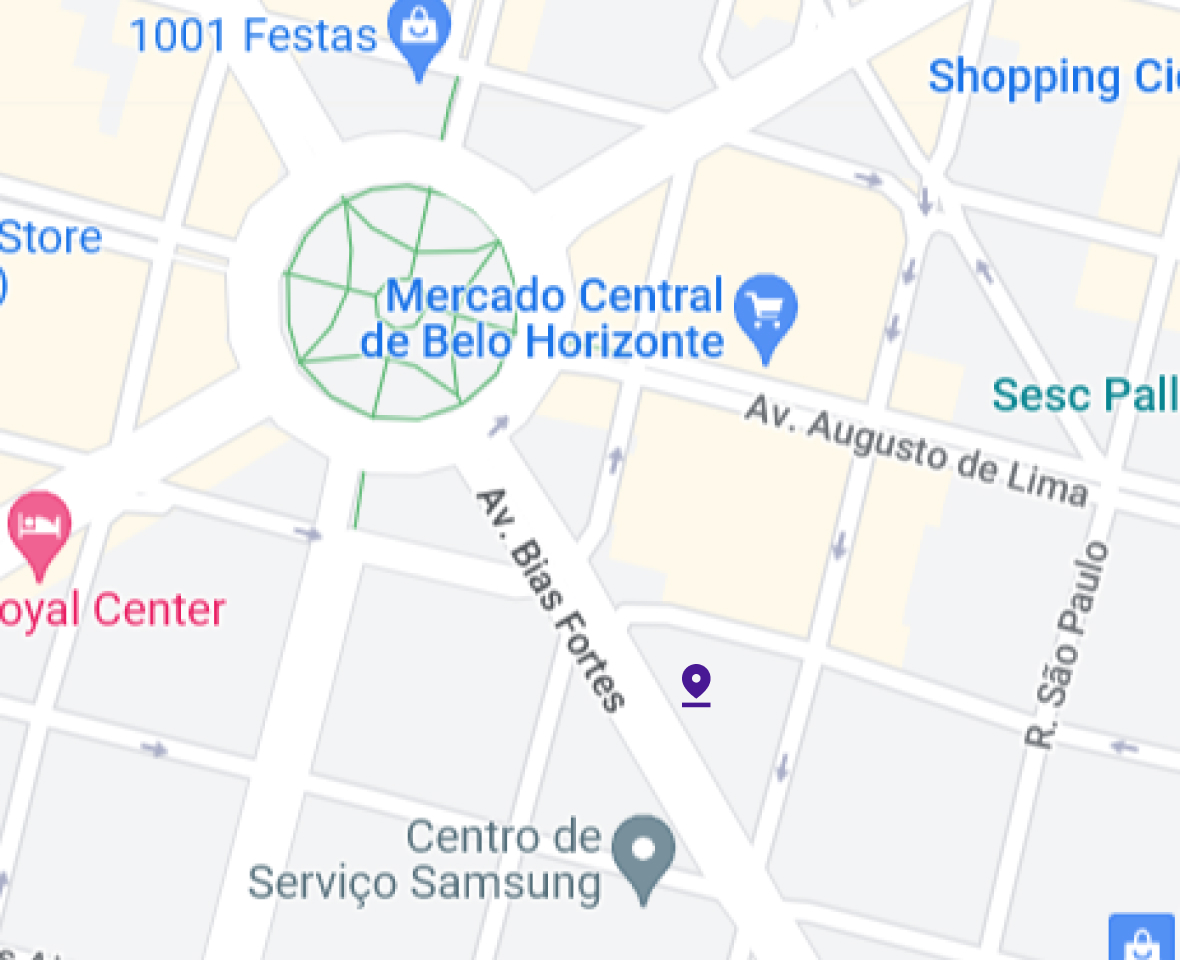 1001 Festas
Shopping Ci
Store
)
Mercado Central
de Belo Horizonte
Sesc Pall
Av. Augusto de Lima
Av. Bias Fortes
oyal Center
R. São Paulo
Centro de
Serviço Samsung